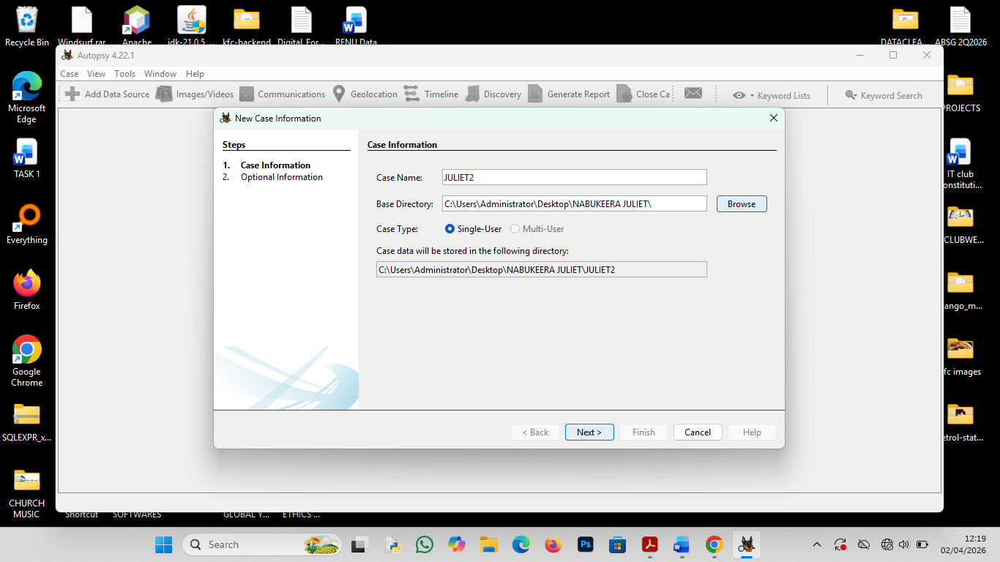 Recycle Bin
Windsurf.rar
Apache
jdk-21.0.5_...
kfc-backend
Digital_For...
RENU Data
DATACLEA...
ABSG 2Q2026
Autopsy 4.22.1
Case View Tools Window Help
Add Data Source Images/Videos Communications Geolocation Timeline Discovery Generate Report Close Ca Keyword Lists Keyword Search
Microsoft
Edge
PROJECTS
New Case Information
Steps
1. Case Information
2. Optional Information
Case Information
Case Name: JULIET2
Base Directory: C:\Users\Administrator\Desktop\NABUKEERA JULIET\ Browse
Case Type: Single-User Multi-User
Case data will be stored in the following directory:
C:\Users\Administrator\Desktop\NABUKEERA JULIET\JULIET2
< Back Next > Finish Cancel Help
TASK 1
IT club
onstituti...
Everything
CLUBWE...
Firefox
ango_m...
Google
Chrome
fc images
SQLEXPR_x...
etrol-stat...
CHURCH
MUSIC
Shortcut
SOFTWARES
GLOBAL Y...
ETHICS ...
Search
12:19
02/04/2026